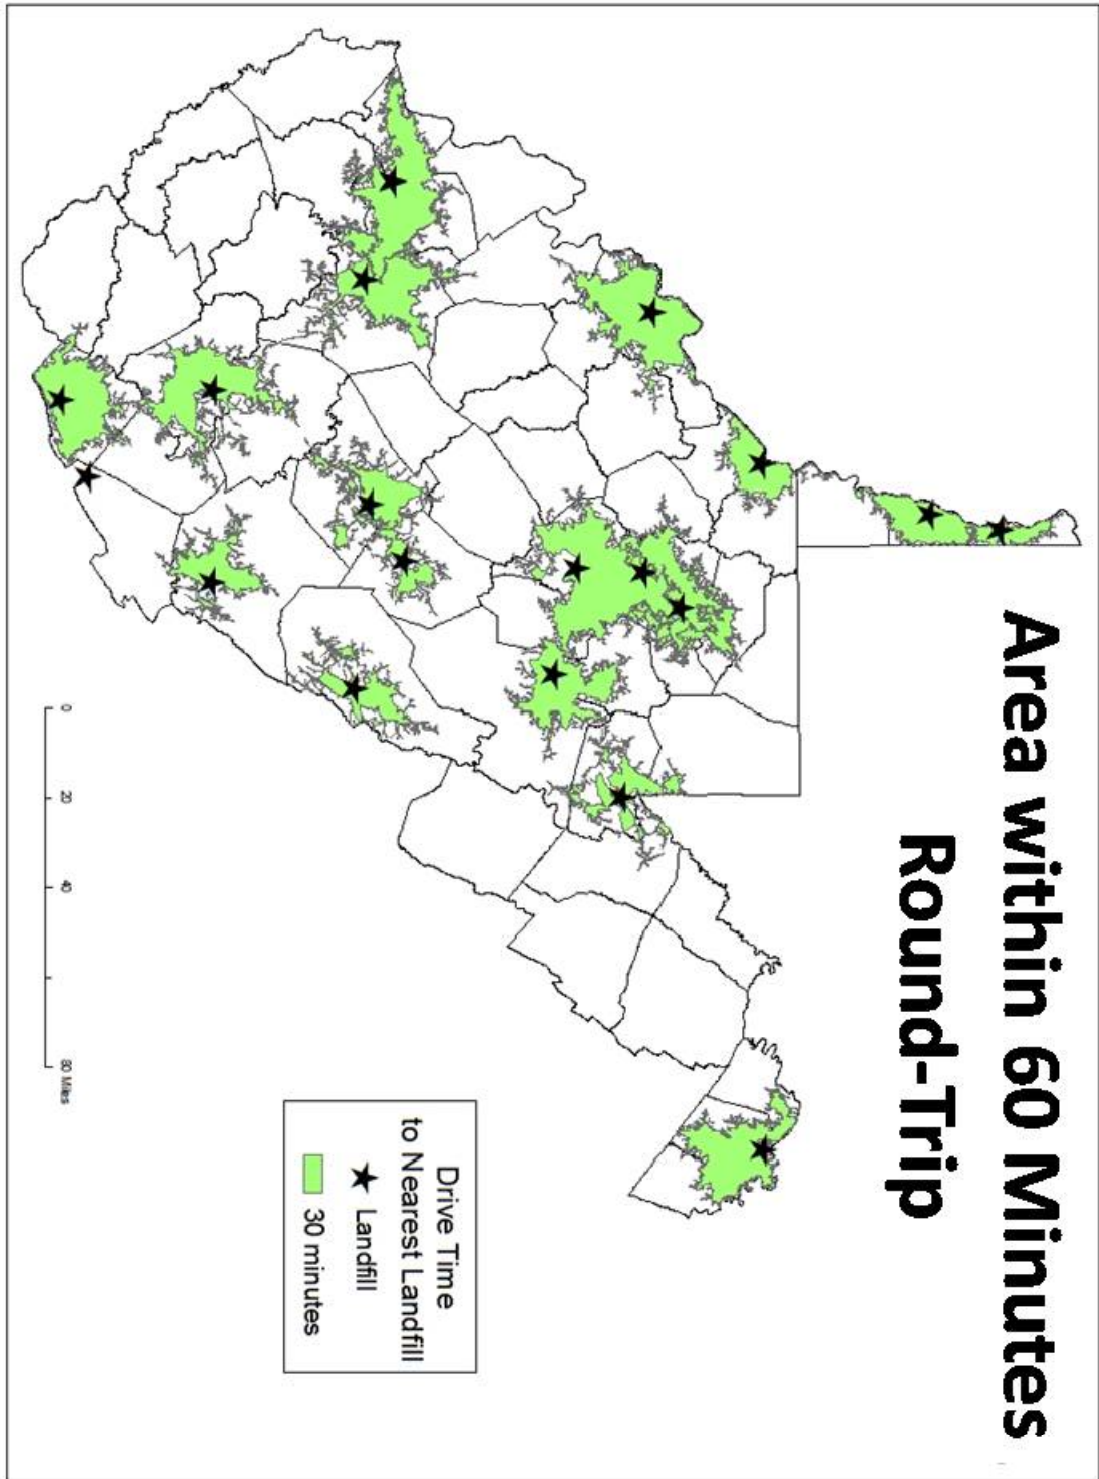 Area within 60 Minutes
Round-Trip
Drive Time
to Nearest Landfill
Landfill
30 minutes
0 20 40 80 Miles